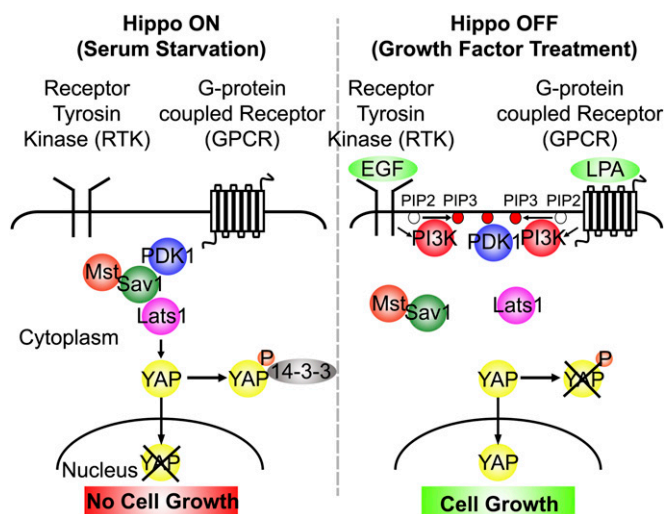 Hippo ON
(Serum Starvation)
Receptor
Tyrosin
Kinase (RTK)
G-protein
coupled Receptor
(GPCR)
PDK1
Mst
Sav1
Lats1
Cytoplasm
YAP
YAP
P
14-3-3
Nucleus
YAP
No Cell Growth
Hippo OFF
(Growth Factor Treatment)
Receptor
Tyrosin
Kinase (RTK)
G-protein
coupled Receptor
(GPCR)
EGF
LPA
PIP2
PIP3
PIP3
PIP2
PI3K
PDK1
PI3K
Mst
Sav1
Lats1
YAP
YAP
P
YAP
Cell Growth